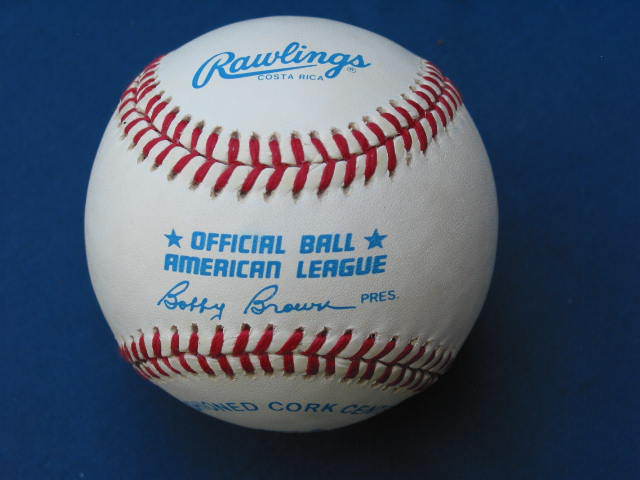 Rawlings®
COSTA RICA
★ OFFICIAL BALL ★
AMERICAN LEAGUE
Bobby Brown PRES.
CORK